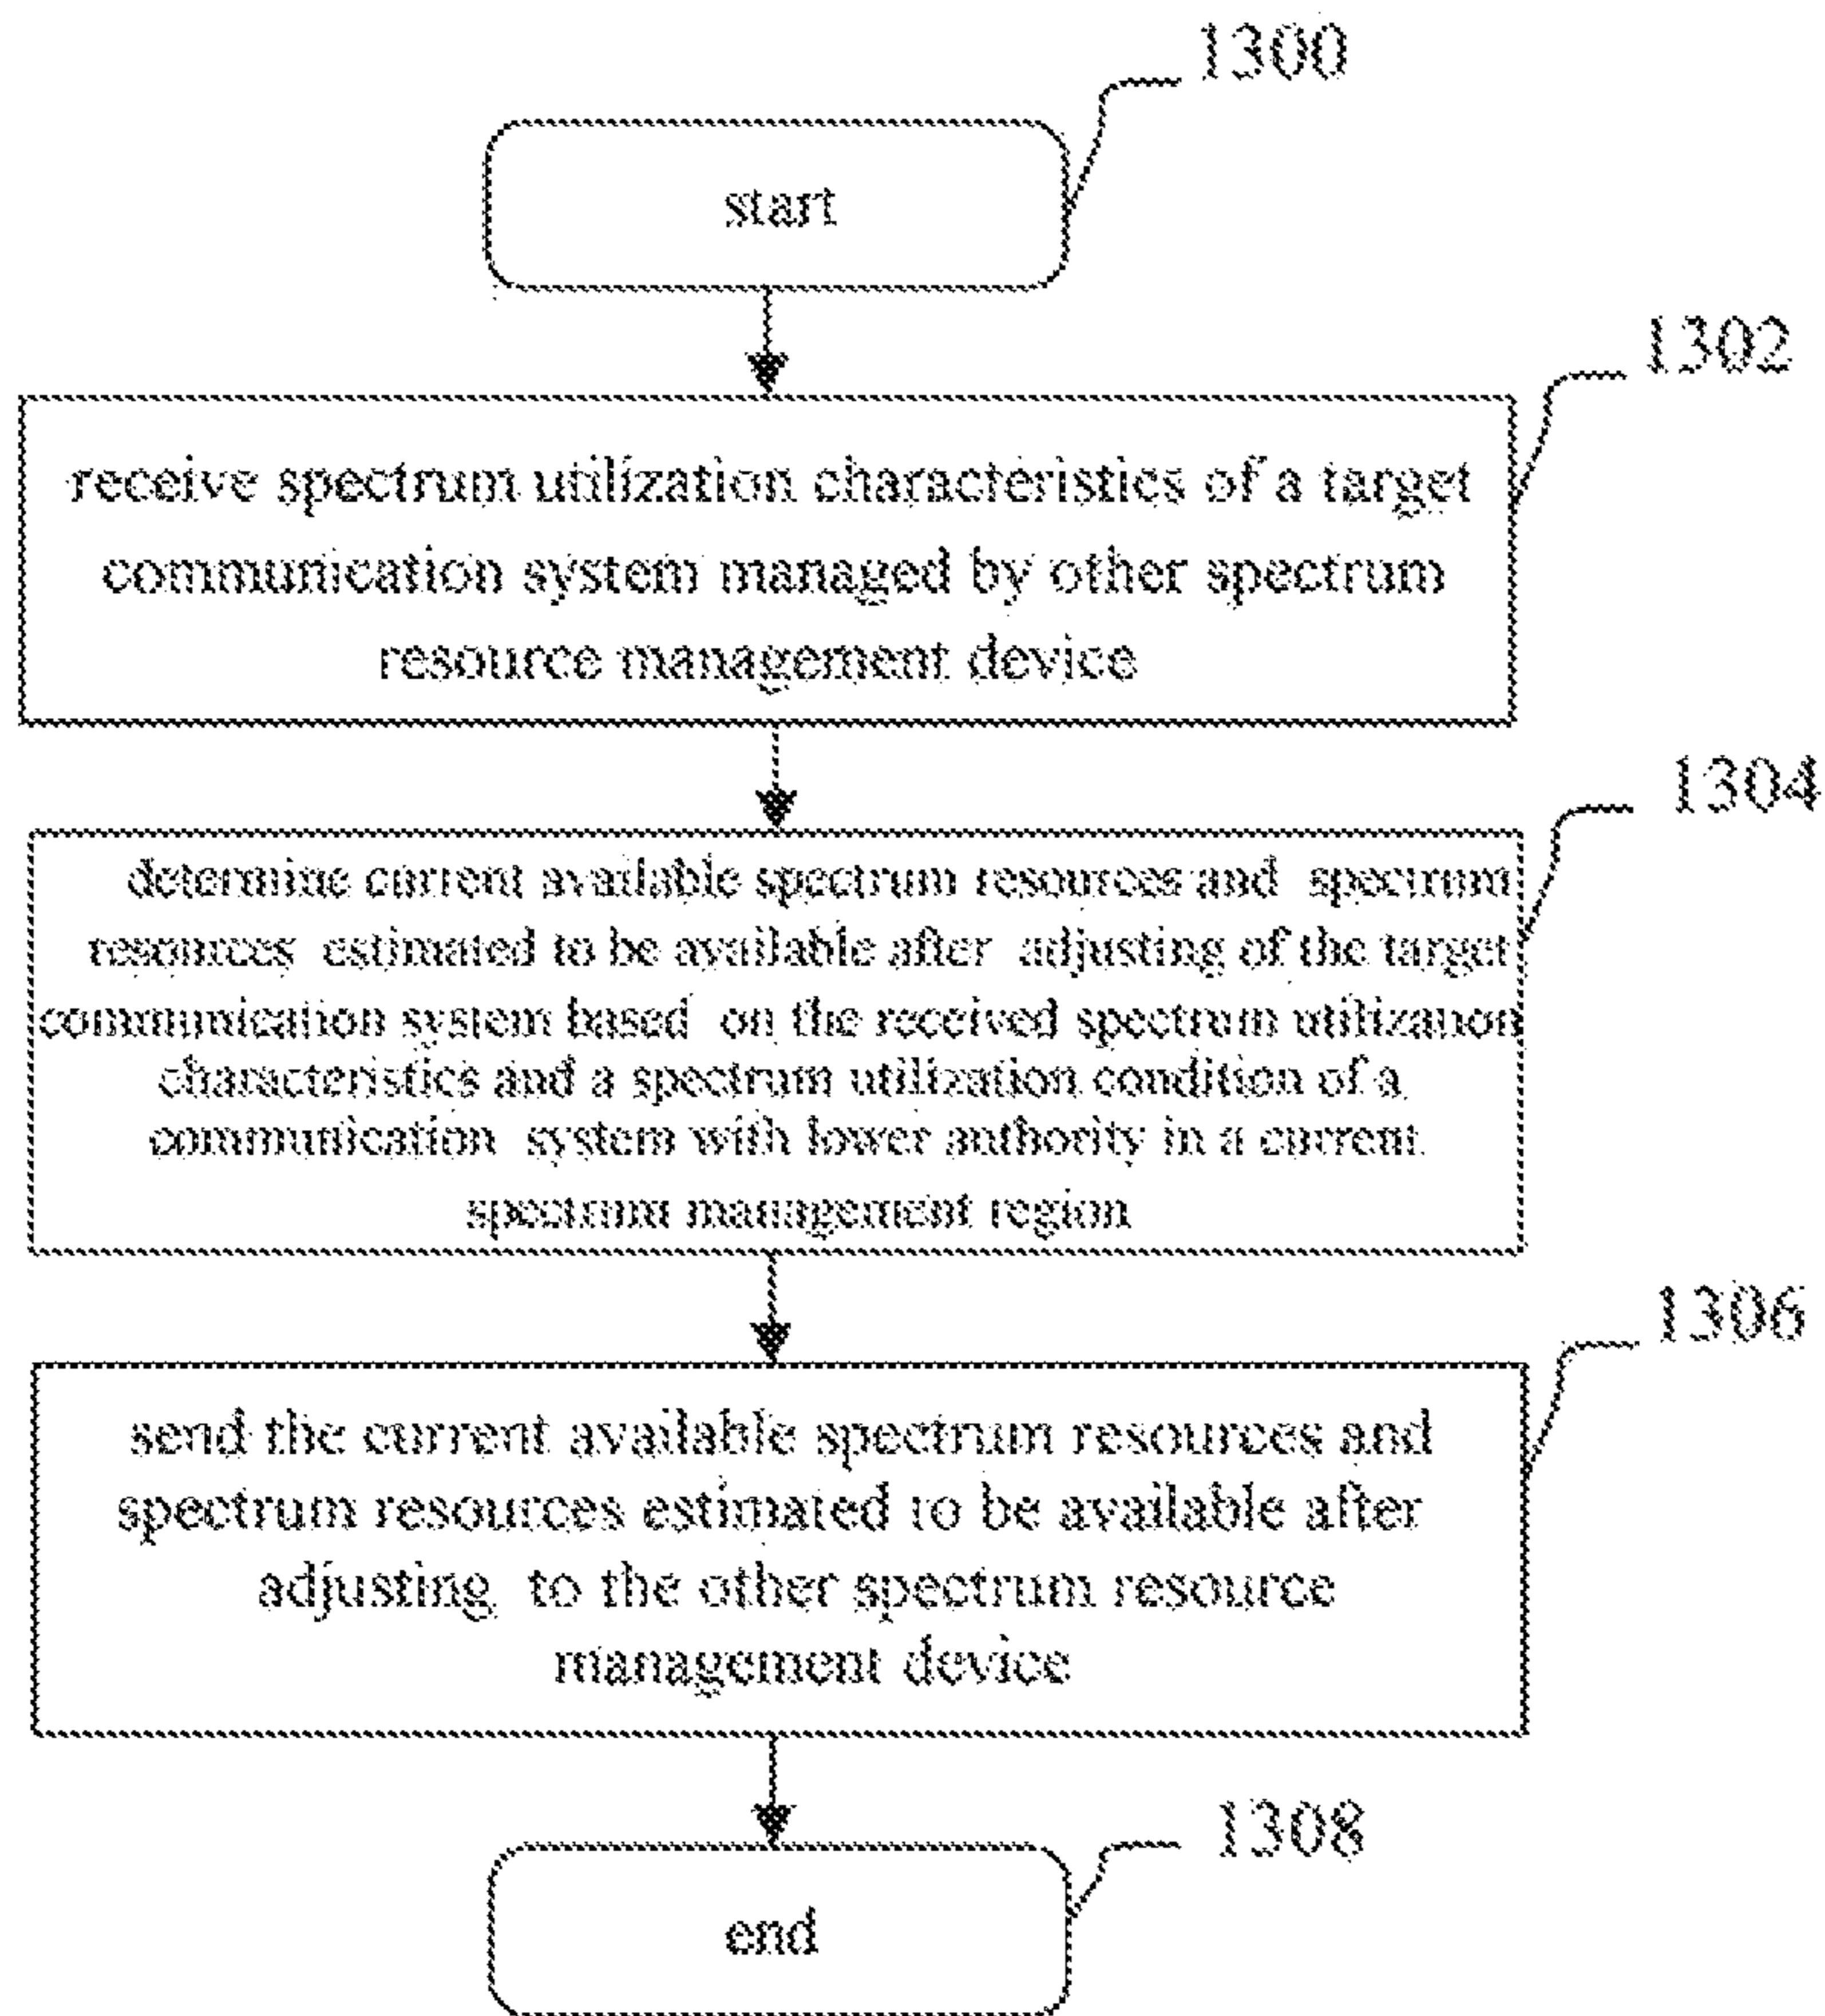 1300
start
1302
receive spectrum utilization characteristics of a target
communication system managed by other spectrum
resource management device
1304
determine current available spectrum resources and spectrum
resources estimated to be available after adjusting of the target
communication system based on the received spectrum utilization
characteristics and a spectrum utilization condition of a
communication system with lower authority in a current
spectrum management region
1306
send the current available spectrum resources and
spectrum resources estimated to be available after
adjusting to the other spectrum resource
management device
1308
end